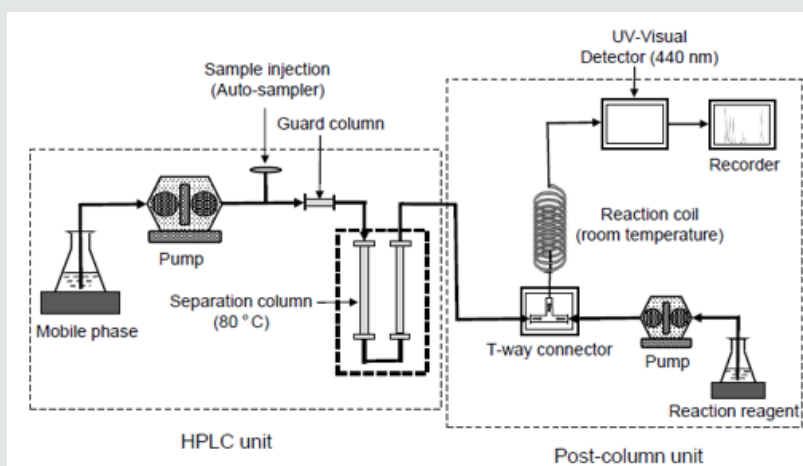 UV-Visual
Detector (440 nm)
Sample injection
(Auto-sampler)
Guard column
Recorder
Reaction coil
(room temperature)
Pump
Separation column
(80 °C)
Mobile phase
T-way connector
Pump
Reaction reagent
HPLC unit
Post-column unit